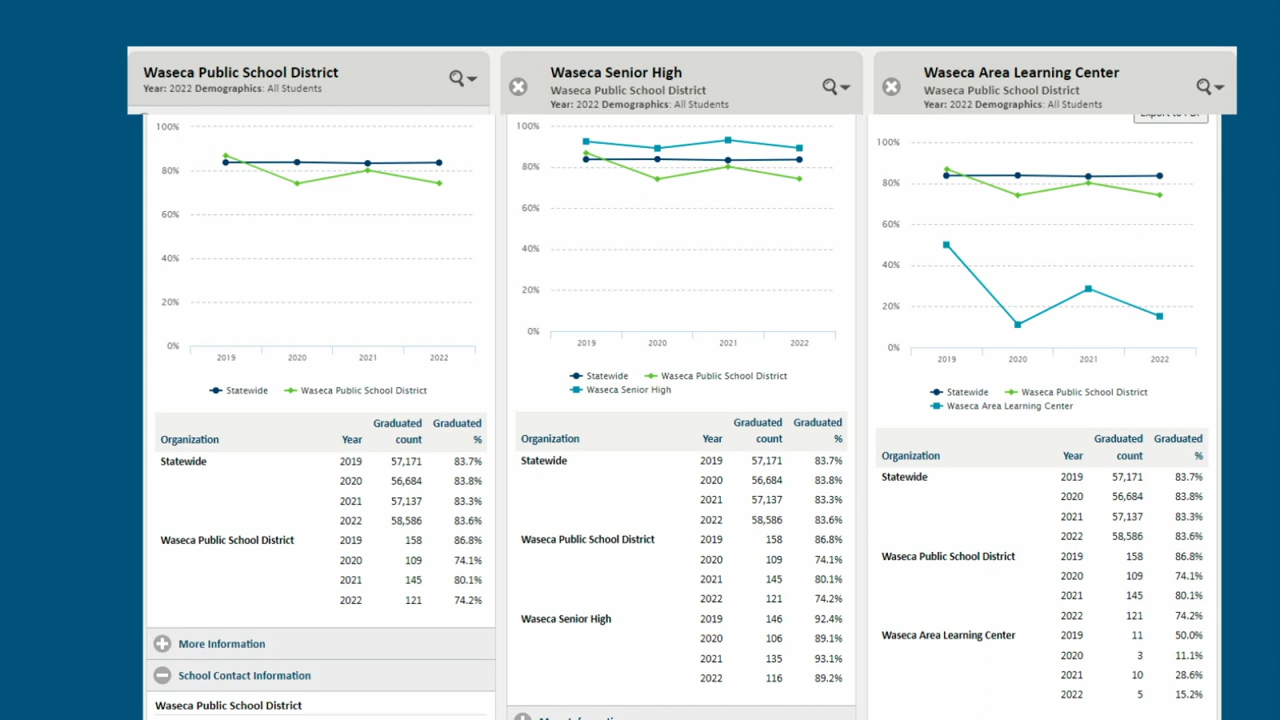 Waseca Public School District
Year: 2022 Demographics: All Students
100%
80%
60%
40%
20%
0%
2019 2020 2021 2022
Statewide Waseca Public School District
Organization Year Graduated count Graduated %
Statewide 2019 57,171 83.7%
2020 56,684 83.8%
2021 57,137 83.3%
2022 58,586 83.6%
Waseca Public School District 2019 158 86.8%
2020 109 74.1%
2021 145 80.1%
2022 121 74.2%
More Information
School Contact Information
Waseca Public School District
Waseca Senior High
Waseca Public School District
Year: 2022 Demographics: All Students
100%
80%
60%
40%
20%
0%
2019 2020 2021 2022
Statewide Waseca Public School District
Waseca Senior High
Organization Year Graduated count Graduated %
Statewide 2019 57,171 83.7%
2020 56,684 83.8%
2021 57,137 83.3%
2022 58,586 83.6%
Waseca Public School District 2019 158 86.8%
2020 109 74.1%
2021 145 80.1%
2022 121 74.2%
Waseca Senior High 2019 146 92.4%
2020 106 89.1%
2021 135 93.1%
2022 116 89.2%
Waseca Area Learning Center
Waseca Public School District
Year: 2022 Demographics: All Students
Export to PDF
100%
80%
60%
40%
20%
0%
2019 2020 2021 2022
Statewide Waseca Public School District
Waseca Area Learning Center
Organization Year Graduated count Graduated %
Statewide 2019 57,171 83.7%
2020 56,684 83.8%
2021 57,137 83.3%
2022 58,586 83.6%
Waseca Public School District 2019 158 86.8%
2020 109 74.1%
2021 145 80.1%
2022 121 74.2%
Waseca Area Learning Center 2019 11 50.0%
2020 3 11.1%
2021 10 28.6%
2022 5 15.2%